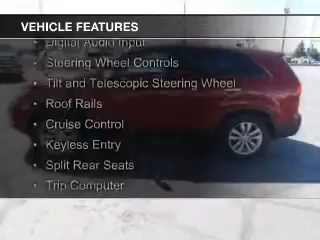 VEHICLE FEATURES
• Digital Audio Input
• Steering Wheel Controls
• Tilt and Telescopic Steering Wheel
• Roof Rails
• Cruise Control
• Keyless Entry
• Split Rear Seats
• Trip Computer